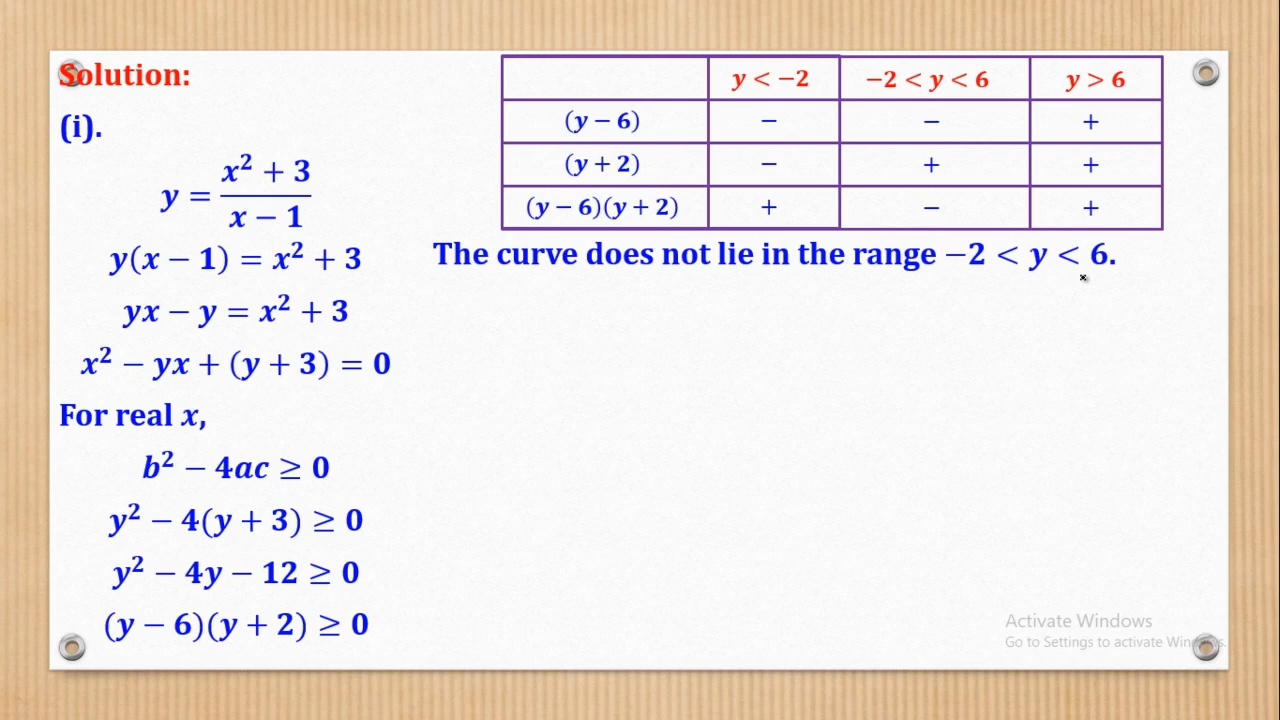 Solution:
(i).
y = (x² + 3)/(x − 1)
y(x − 1) = x² + 3
yx − y = x² + 3
x² − yx + (y + 3) = 0
For real x,
b² − 4ac ≥ 0
y² − 4(y + 3) ≥ 0
y² − 4y − 12 ≥ 0
(y − 6)(y + 2) ≥ 0
y < −2 −2 < y < 6 y > 6
(y − 6) − − +
(y + 2) − + +
(y − 6)(y + 2) + − +
The curve does not lie in the range −2 < y < 6.
Activate Windows
Go to Settings to activate Windows.